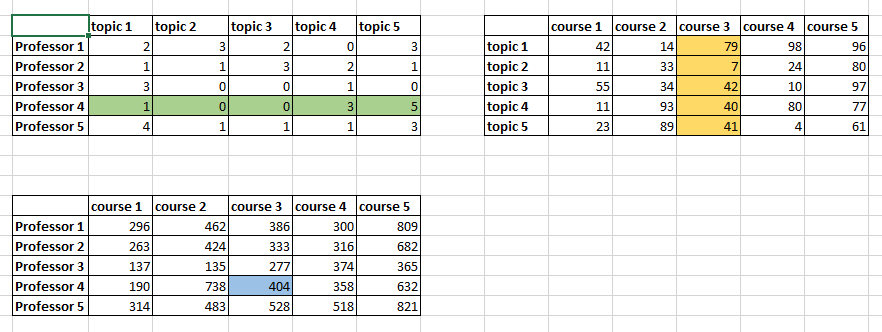 topic 1 topic 2 topic 3 topic 4 topic 5
Professor 1 2 3 2 0 3
Professor 2 1 1 3 2 1
Professor 3 3 0 0 1 0
Professor 4 1 0 0 3 5
Professor 5 4 1 1 1 3
course 1 course 2 course 3 course 4 course 5
topic 1 42 14 79 98 96
topic 2 11 33 7 24 80
topic 3 55 34 42 10 97
topic 4 11 93 40 80 77
topic 5 23 89 41 4 61
course 1 course 2 course 3 course 4 course 5
Professor 1 296 462 386 300 809
Professor 2 263 424 333 316 682
Professor 3 137 135 277 374 365
Professor 4 190 738 404 358 632
Professor 5 314 483 528 518 821